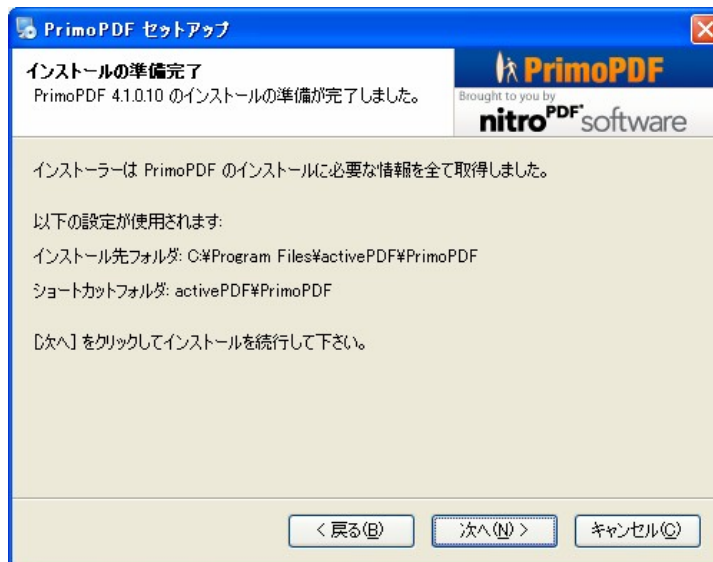 PrimoPDF セットアップ
インストールの準備完了
PrimoPDF 4.1.0.10 のインストールの準備が完了しました。
PrimoPDF
Brought to you by
nitroPDF software
インストーラーは PrimoPDF のインストールに必要な情報を全て取得しました。
以下の設定が使用されます:
インストール先フォルダ: C:¥Program Files¥activePDF¥PrimoPDF
ショートカットフォルダ: activePDF¥PrimoPDF
[次へ] をクリックしてインストールを続行して下さい。
< 戻る(B)
次へ(N) >
キャンセル(C)